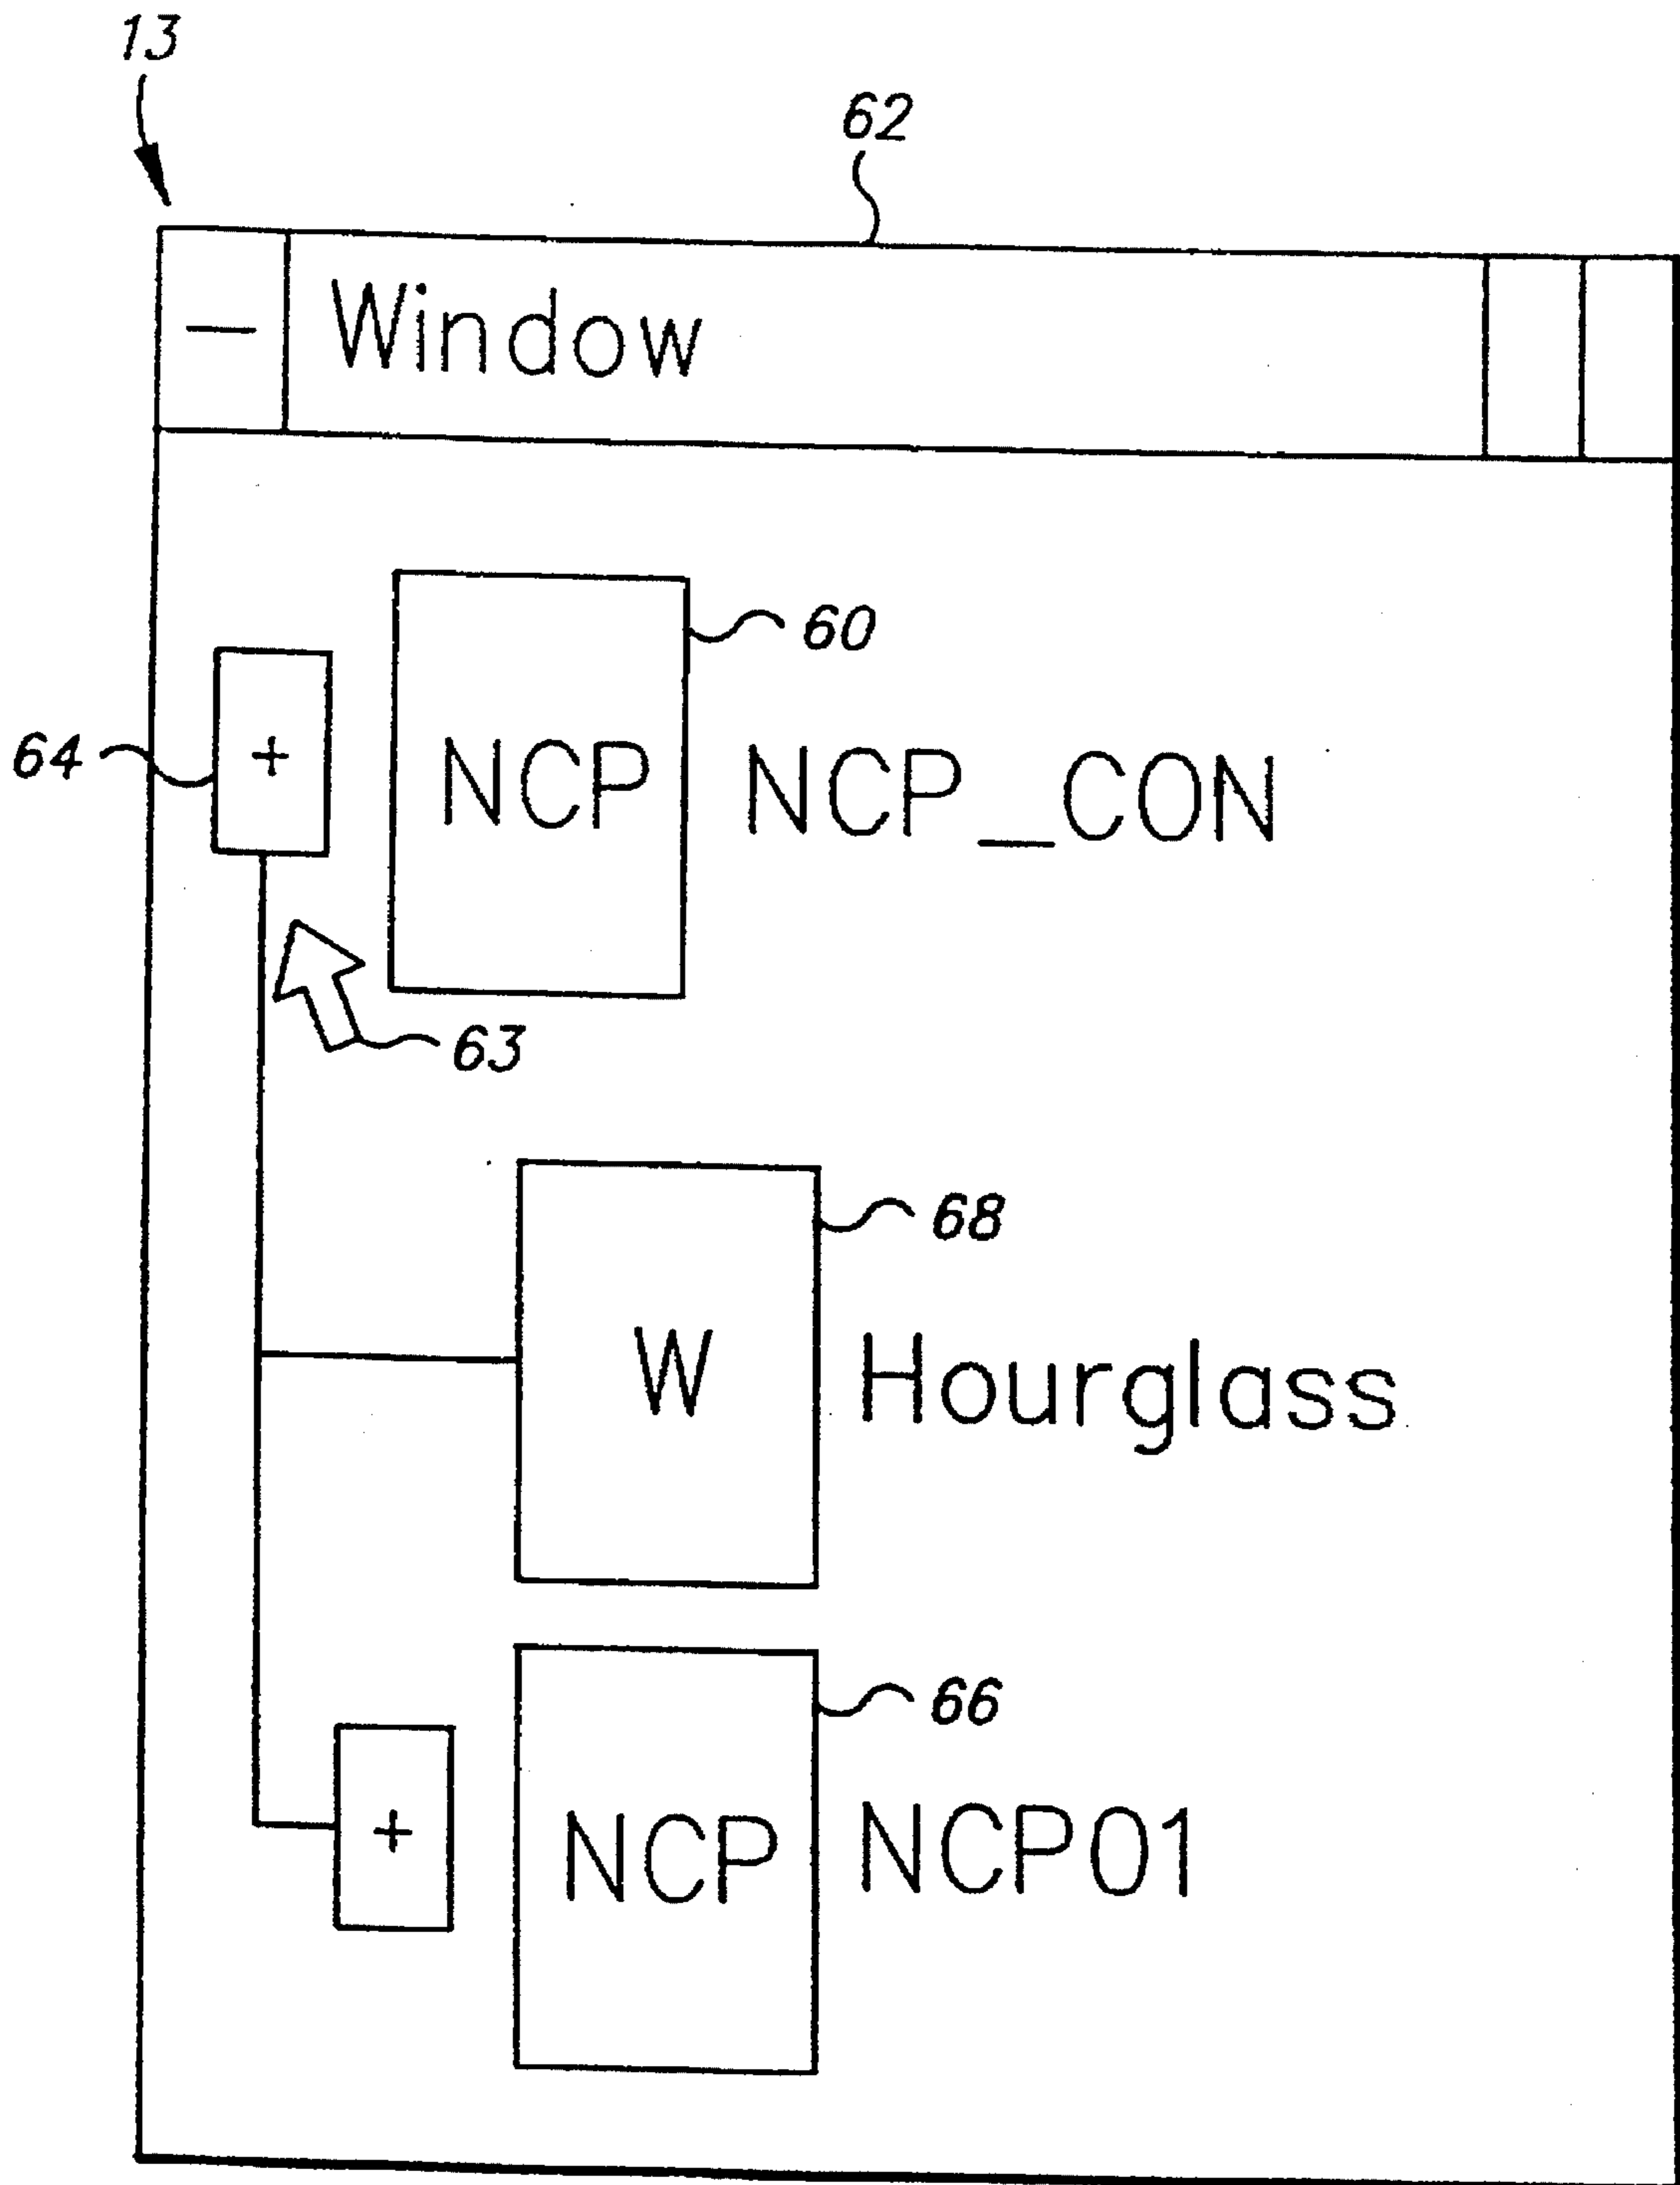 13
62
— Window
60
64 + NCP NCP_CON
63
68
W Hourglass
66
+ NCP NCP01